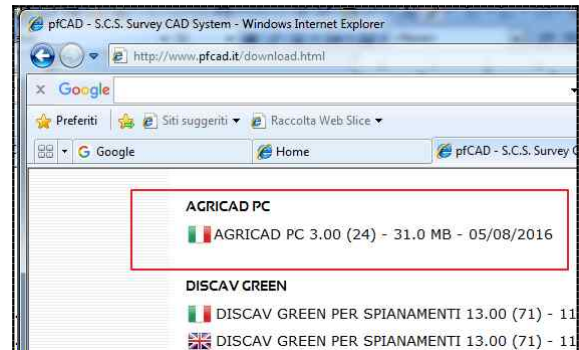 pfCAD - S.C.S. Survey CAD System - Windows Internet Explorer
http://www.pfcad.it/download.html
x Google
Preferiti Siti suggeriti Raccolta Web Slice
G Google Home pfCAD - S.C.S. Survey
AGRICAD PC
AGRICAD PC 3.00 (24) - 31.0 MB - 05/08/2016
DISCAV GREEN
DISCAV GREEN PER SPIANAMENTI 13.00 (71) - 11
DISCAV GREEN PER SPIANAMENTI 13.00 (71) - 11